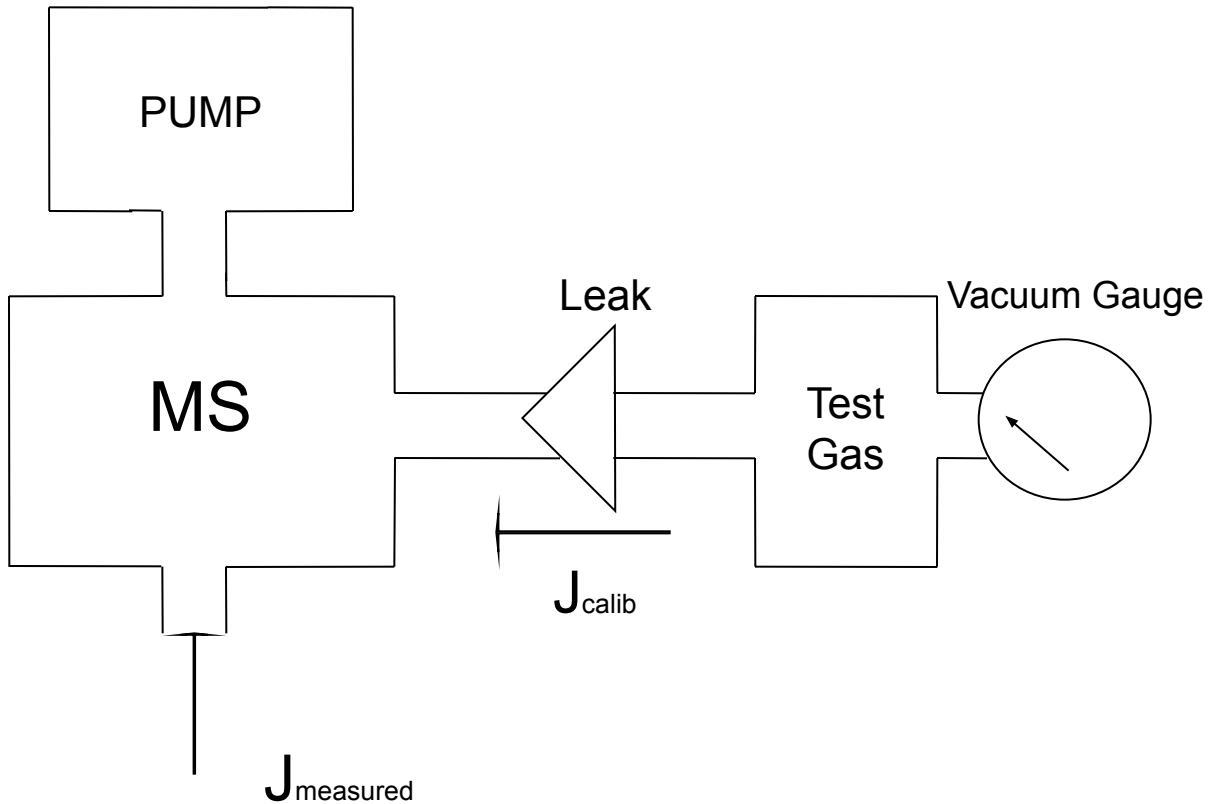 PUMP
Leak
Vacuum Gauge
MS
Test
Gas
Jcalib
Jmeasured